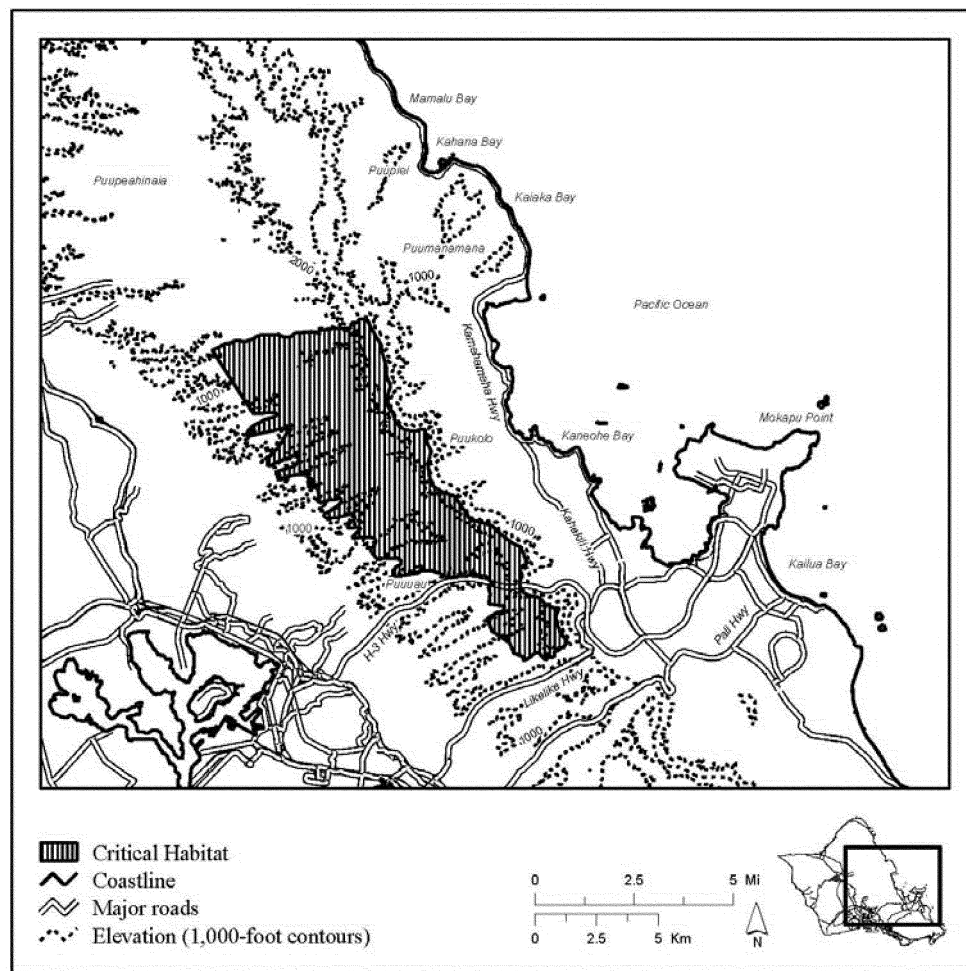 Mamalu Bay
Kahana Bay
Puupiei
Puupeahinaia
Kaiaka Bay
Puumanamana
2000
1000
Pacific Ocean
Kamehameha Hwy
1000
Mokapu Point
Puukolo
Kaneohe Bay
1000
1000
Kahekili Hwy
Kailua Bay
Puuuau
H-3 Hwy
Pali Hwy
Likelike Hwy
1000
Critical Habitat
Coastline
Major roads
Elevation (1,000-foot contours)
0 2.5 5 Mi
0 2.5 5 Km
N